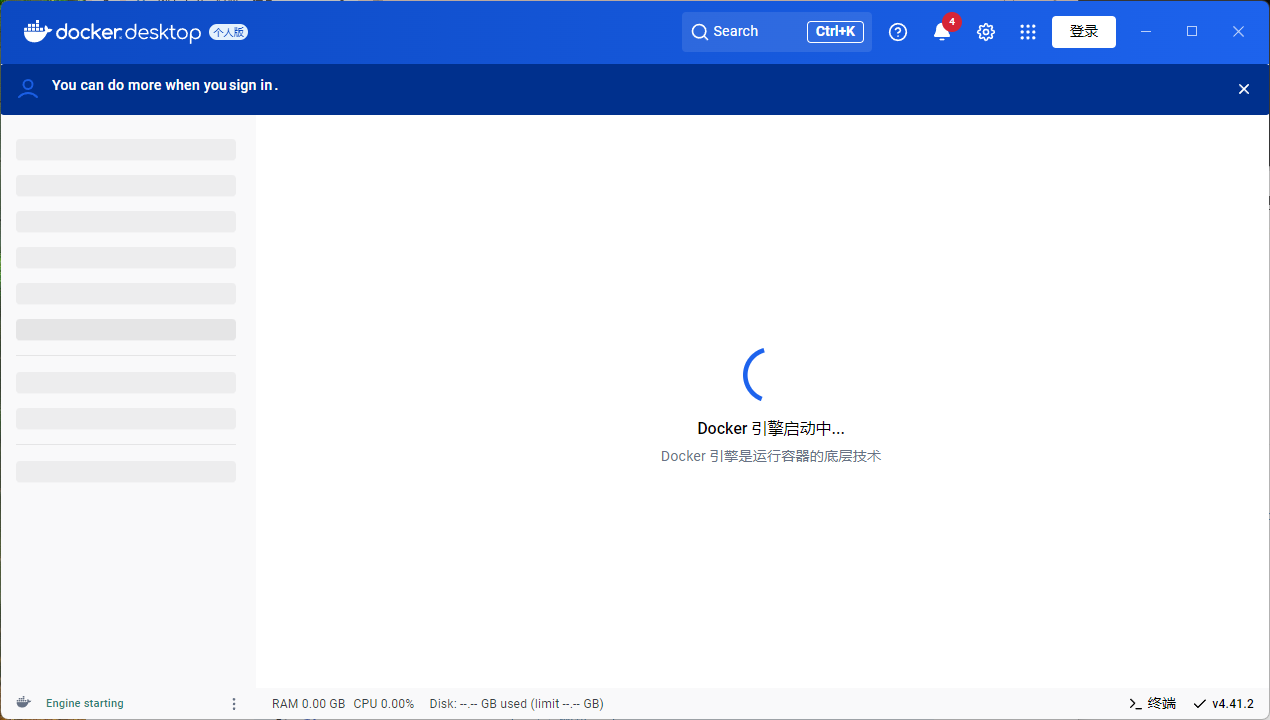 docker.desktop 个人版 Search Ctrl+K 4 登录
You can do more when you sign in.
Docker 引擎启动中...
Docker 引擎是运行容器的底层技术
Engine starting RAM 0.00 GB CPU 0.00% Disk: --.-- GB used (limit --.-- GB) 终端 v4.41.2